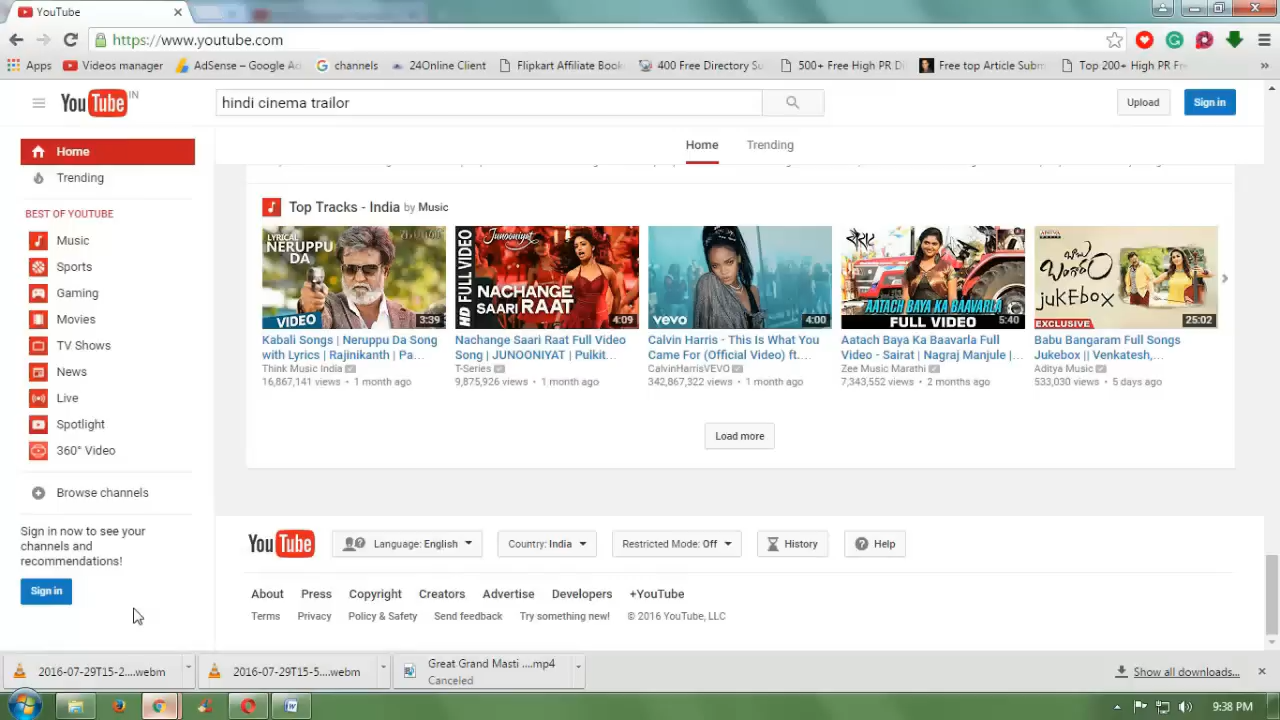 YouTube
https://www.youtube.com
Apps
Videos manager
AdSense – Google Ad
channels
24Online Client
Flipkart Affiliate Book
400 Free Directory Su
500+ Free High PR Di
Free top Article Subm
Top 200+ High PR Fr
YouTube IN
hindi cinema trailor
Upload
Sign in
Home
Trending
Home
Trending
BEST OF YOUTUBE
Music
Sports
Gaming
Movies
TV Shows
News
Live
Spotlight
360° Video
Browse channels
Sign in now to see your
channels and
recommendations!
Sign in
Top Tracks - India by Music
LYRICAL
NERUPPU
DA
VIDEO
3:39
Kabali Songs | Neruppu Da Song
with Lyrics | Rajinikanth | Pa...
Think Music India
16,867,141 views • 1 month ago
HD FULL VIDEO
Junooniyat
NACHANGE
SAARI RAAT
4:09
Nachange Saari Raat Full Video
Song | JUNOONIYAT | Pulkit...
T-Series
9,875,926 views • 1 month ago
vevo
4:00
Calvin Harris - This Is What You
Came For (Official Video) ft...
CalvinHarrisVEVO
342,867,322 views • 1 month ago
AATACH BAYA KA BAAVARLA
FULL VIDEO
5:40
Aatach Baya Ka Baavarla Full
Video - Sairat | Nagraj Manjule |...
Zee Music Marathi
7,343,552 views • 2 months ago
బాబు
బంగారం
JUKEBOX
EXCLUSIVE
25:02
Babu Bangaram Full Songs
Jukebox || Venkatesh,...
Aditya Music
533,030 views • 5 days ago
Load more
YouTube
Language: English
Country: India
Restricted Mode: Off
History
Help
About
Press
Copyright
Creators
Advertise
Developers
+YouTube
Terms
Privacy
Policy & Safety
Send feedback
Try something new!
© 2016 YouTube, LLC
2016-07-29T15-2....webm
2016-07-29T15-5....webm
Great Grand Masti ....mp4
Canceled
Show all downloads...
9:38 PM